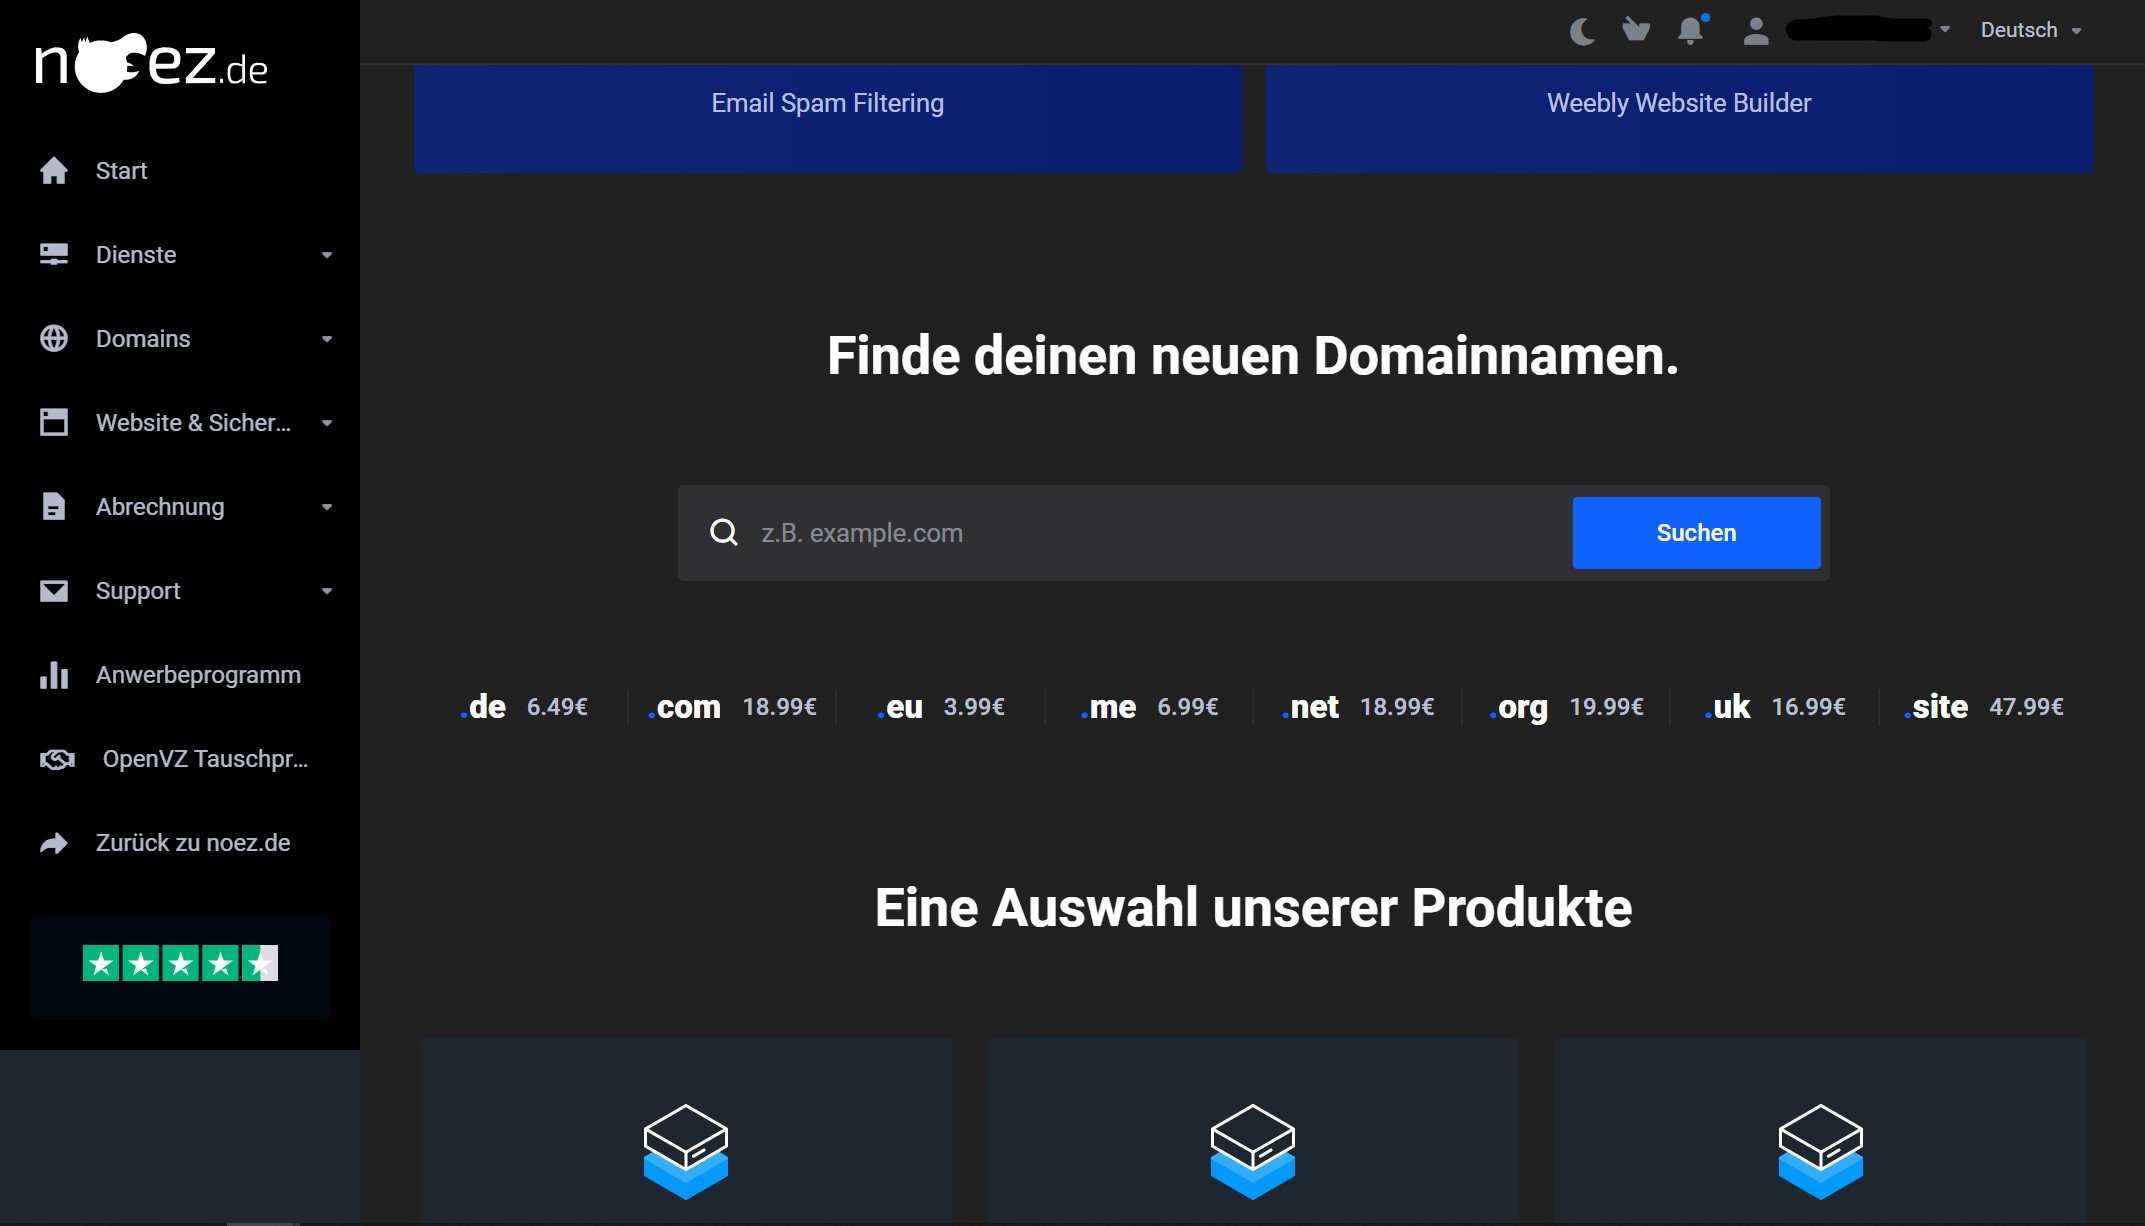 noez.de
Start
Dienste
Domains
Website & Sicher...
Abrechnung
Support
Anwerbeprogramm
OpenVZ Tauschpr...
Zurück zu noez.de
Deutsch
Email Spam Filtering
Weebly Website Builder
Finde deinen neuen Domainnamen.
z.B. example.com
Suchen
.de 6.49€ .com 18.99€ .eu 3.99€ .me 6.99€ .net 18.99€ .org 19.99€ .uk 16.99€ .site 47.99€
Eine Auswahl unserer Produkte